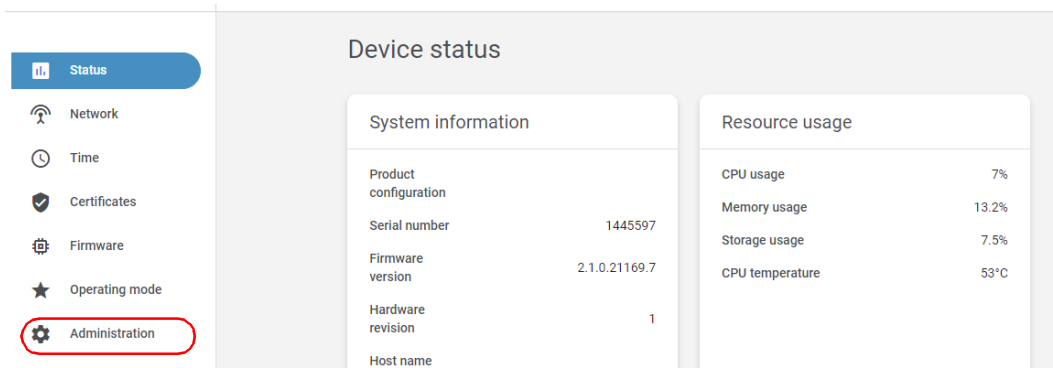 Status
Network
Time
Certificates
Firmware
Operating mode
Administration
Device status
System information
Product
configuration
Serial number 1445597
Firmware
version 2.1.0.21169.7
Hardware
revision 1
Host name
Resource usage
CPU usage 7%
Memory usage 13.2%
Storage usage 7.5%
CPU temperature 53°C